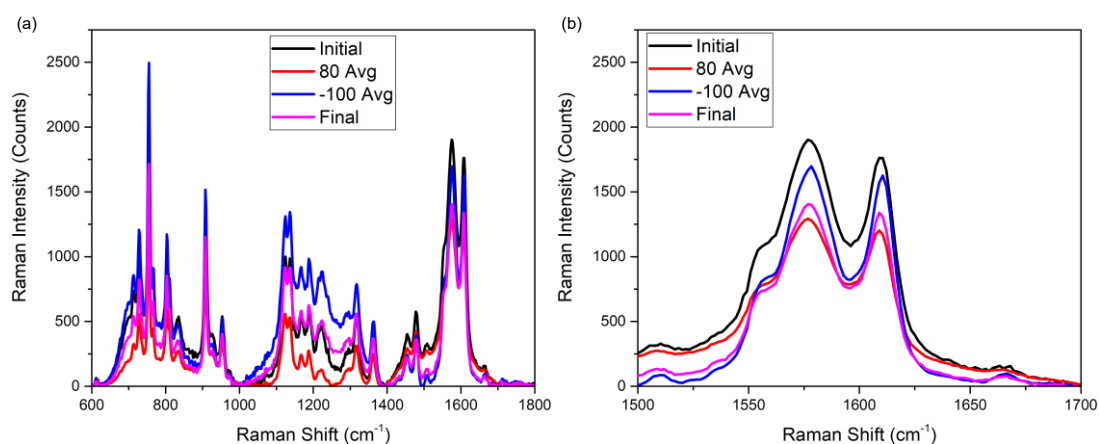 (a)
Initial
80 Avg
-100 Avg
Final
2500
2000
1500
1000
500
0
Raman Intensity (Counts)
600 800 1000 1200 1400 1600 1800
Raman Shift (cm⁻¹)
(b)
Initial
80 Avg
-100 Avg
Final
2500
2000
1500
1000
500
0
Raman Intensity (Counts)
1500 1550 1600 1650 1700
Raman Shift (cm⁻¹)